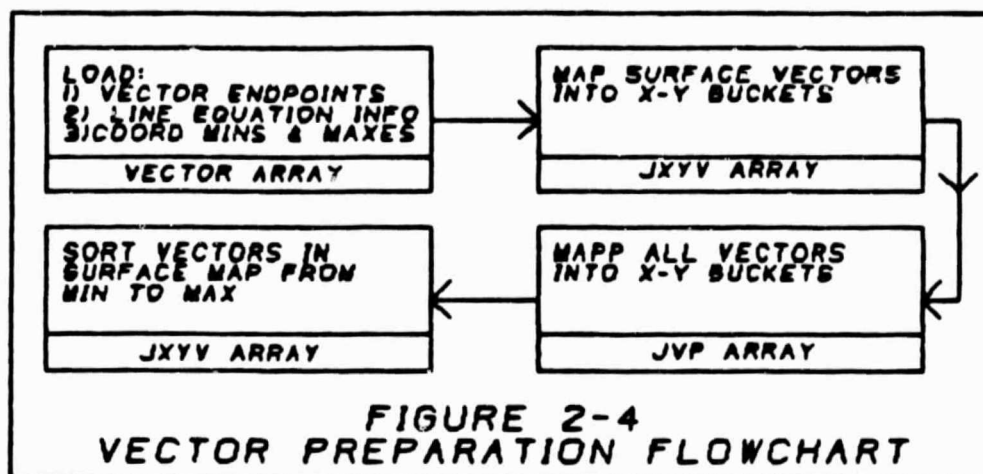 LOAD:
1) VECTOR ENDPOINTS
2) LINE EQUATION INFO
3)COORD MINS & MAXES
VECTOR ARRAY
MAP SURFACE VECTORS
INTO X-Y BUCKETS
JXYV ARRAY
MAPP ALL VECTORS
INTO X-Y BUCKETS
JVP ARRAY
SORT VECTORS IN
SURFACE MAP FROM
MIN TO MAX
JXYV ARRAY
FIGURE 2-4
VECTOR PREPARATION FLOWCHART